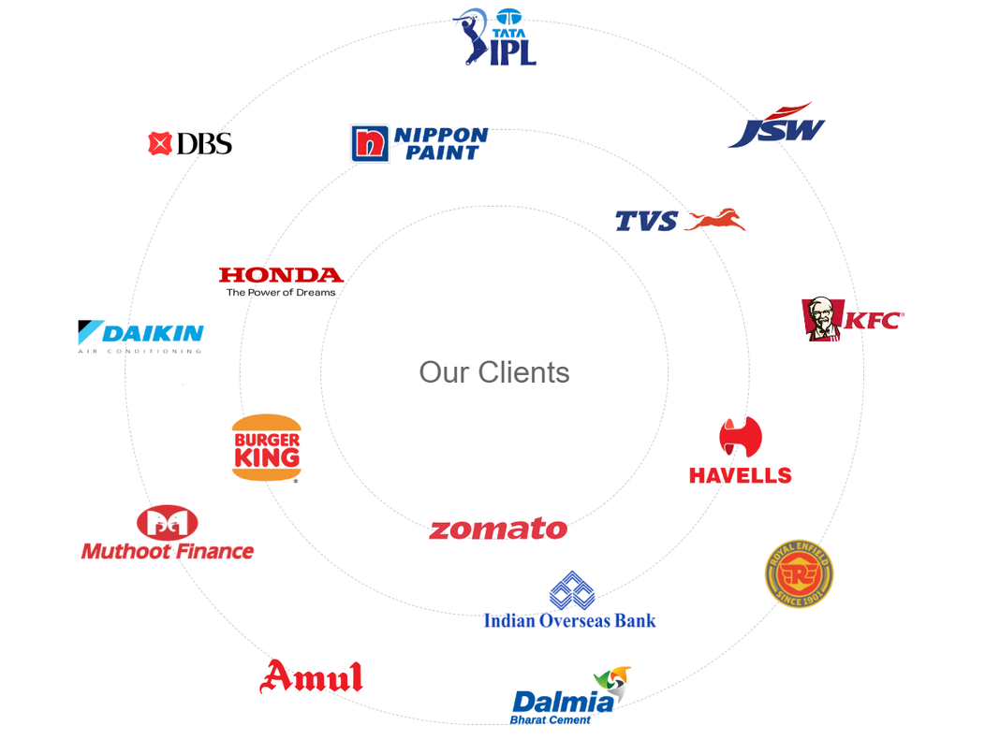 TATA
IPL
DBS
n
NIPPON
PAINT
JSW
TVS
HONDA
The Power of Dreams
DAIKIN
AIR CONDITIONING
KFC
Our Clients
BURGER
KING
®
HAVELLS
Muthoot Finance
zomato
ROYAL ENFIELD
R
SINCE 1901
Indian Overseas Bank
Amul
Dalmia
Bharat Cement